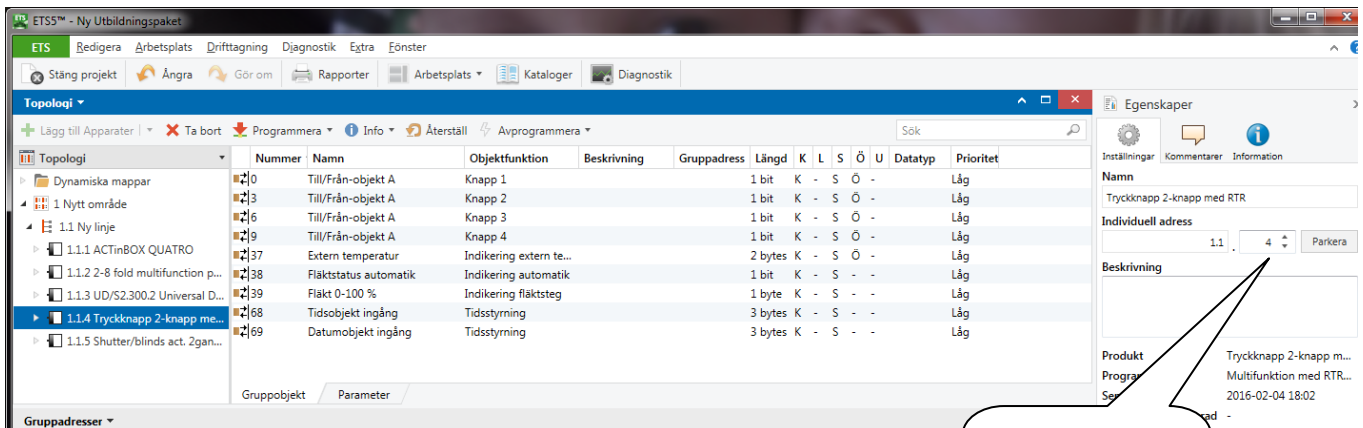 ETS5™ - Ny Utbildningspaket
ETS Redigera Arbetsplats Drifttagning Diagnostik Extra Fönster
Stäng projekt Ångra Gör om Rapporter Arbetsplats Kataloger Diagnostik
Topologi
Lägg till Apparater Ta bort Programmera Info Återställ Avprogrammera Sök
Topologi
Dynamiska mappar
1 Nytt område
1.1 Ny linje
1.1.1 ACTinBOX QUATRO
1.1.2 2-8 fold multifunction p...
1.1.3 UD/S2.300.2 Universal D...
1.1.4 Tryckknapp 2-knapp me...
1.1.5 Shutter/blinds act. 2gan...
Nummer Namn Objektfunktion Beskrivning Gruppadress Längd K L S Ö U Datatyp Prioritet
0 Till/Från-objekt A Knapp 1 1 bit K - S Ö - Låg
3 Till/Från-objekt A Knapp 2 1 bit K - S Ö - Låg
6 Till/Från-objekt A Knapp 3 1 bit K - S Ö - Låg
9 Till/Från-objekt A Knapp 4 1 bit K - S Ö - Låg
37 Extern temperatur Indikering extern te... 2 bytes K - S Ö - Låg
38 Fläktstatus automatik Indikering automatik 1 bit K - S - - Låg
39 Fläkt 0-100 % Indikering fläktsteg 1 byte K - S - - Låg
68 Tidsobjekt ingång Tidsstyrning 3 bytes K - S - - Låg
69 Datumobjekt ingång Tidsstyrning 3 bytes K - S - - Låg
Gruppobjekt Parameter
Gruppadresser
Egenskaper
Inställningar Kommentarer Information
Namn
Tryckknapp 2-knapp med RTR
Individuell adress
1.1 . 4 Parkera
Beskrivning
Produkt Tryckknapp 2-knapp m...
Multifunktion med RTR...
2016-02-04 18:02
-